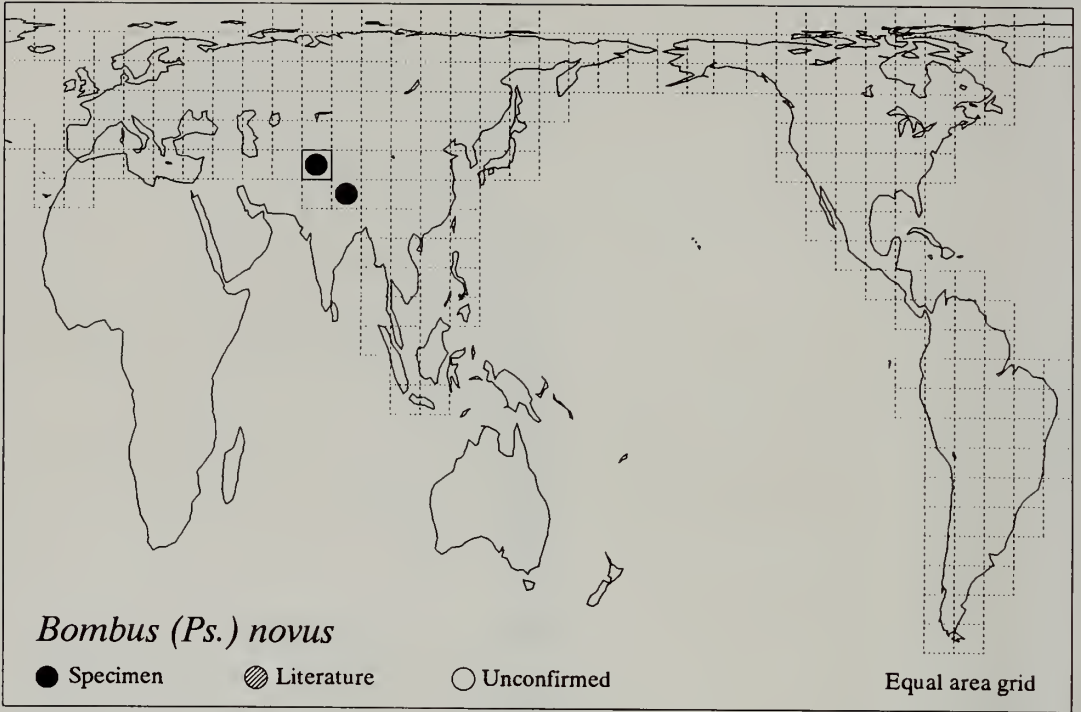 Bombus (Ps.) novus
Specimen Literature Unconfirmed Equal area grid